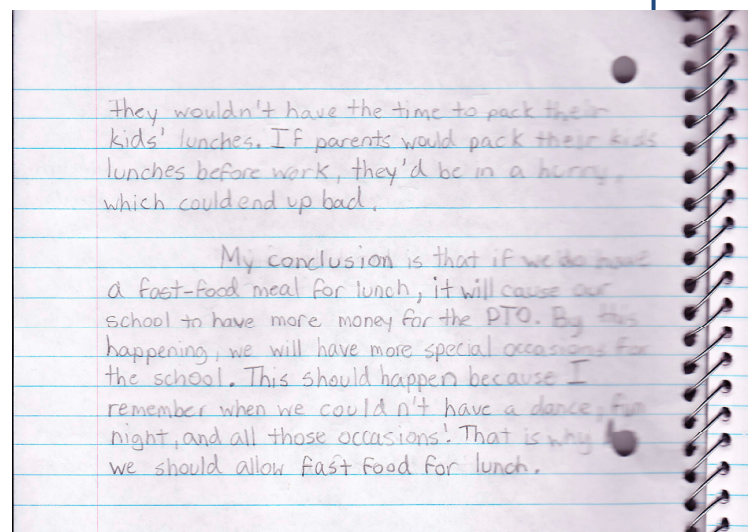 they wouldn't have the time to pack their
kids' lunches. If parents would pack their kids
lunches before work, they'd be in a hurry,
which could end up bad.
My conclusion is that if we do have
a fast-food meal for lunch, it will cause our
school to have more money for the PTO. By this
happening, we will have more special occasions for
the school. This should happen because I
remember when we couldn't have a dance, fun
night, and all those occasions! That is why
we should allow fast food for lunch.